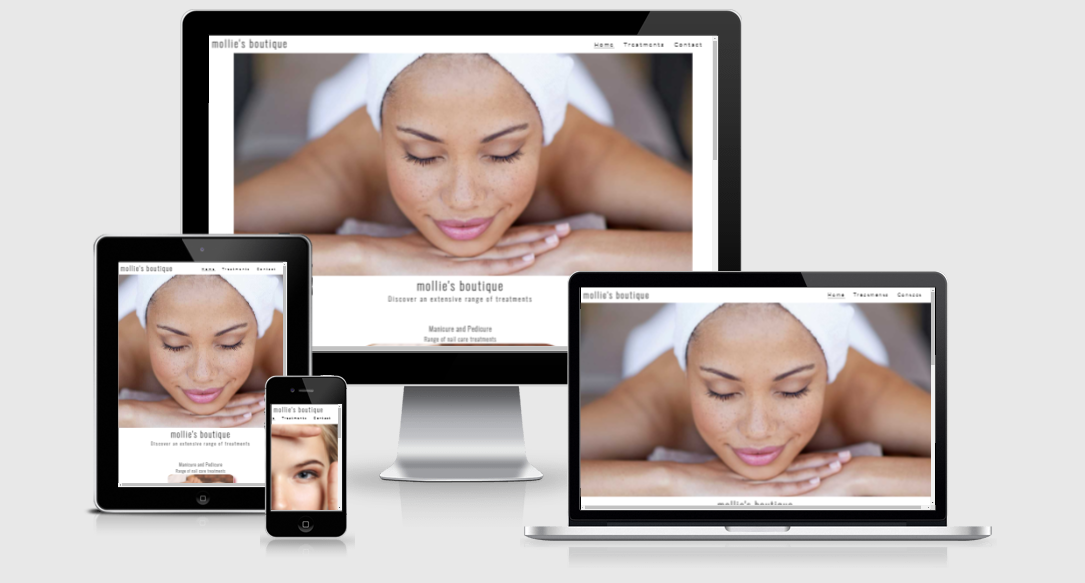 mollie's boutique
Home Treatments Contact
mollie's boutique
Discover an extensive range of treatments
Manicure and Pedicure
Range of nail care treatments
mollie's boutique
Home Treatments Contact
mollie's boutique
Discover an extensive range of treatments
Manicure and Pedicure
Range of nail care treatments
mollie's boutique
Treatments Contact
mollie's boutique
Home Treatments Contact
mollie's boutique